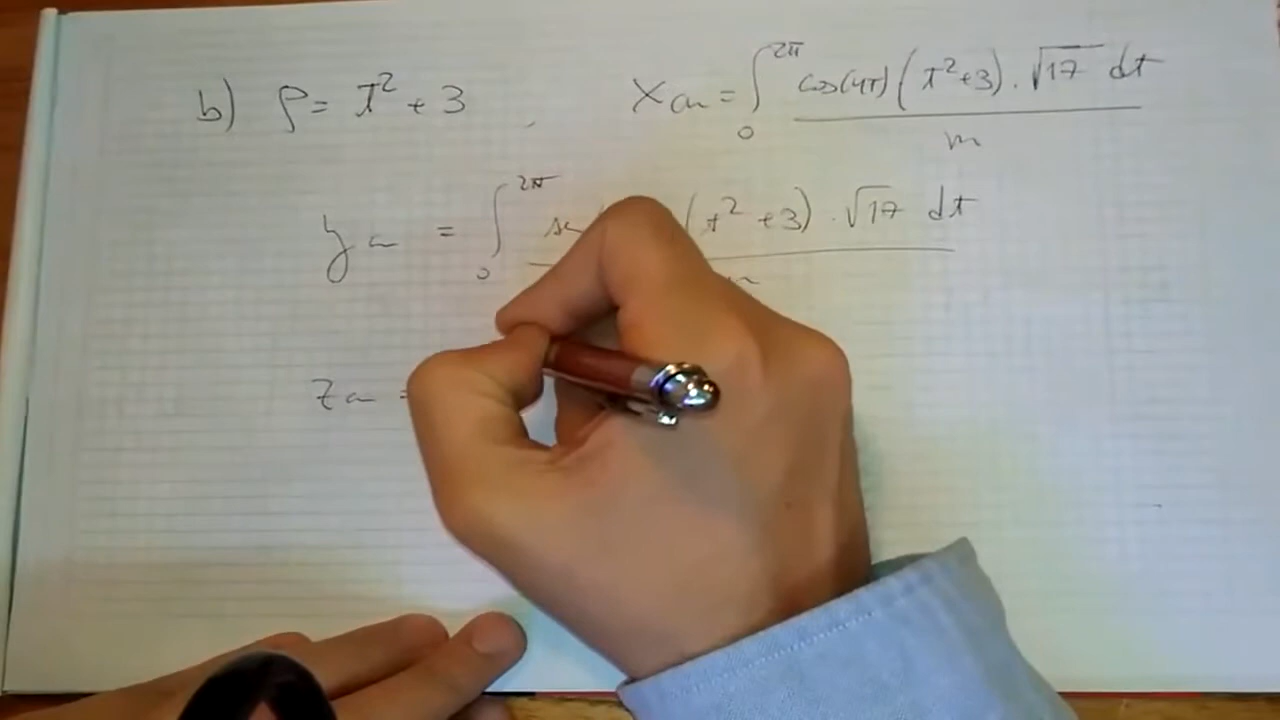 b) ρ = t² + 3   x_cm = ∫₀^2π cos(4t) (t²+3) · √17 dt / m
y_cm = ∫₀^2π (t² + 3) · √17 dt
z_cm =